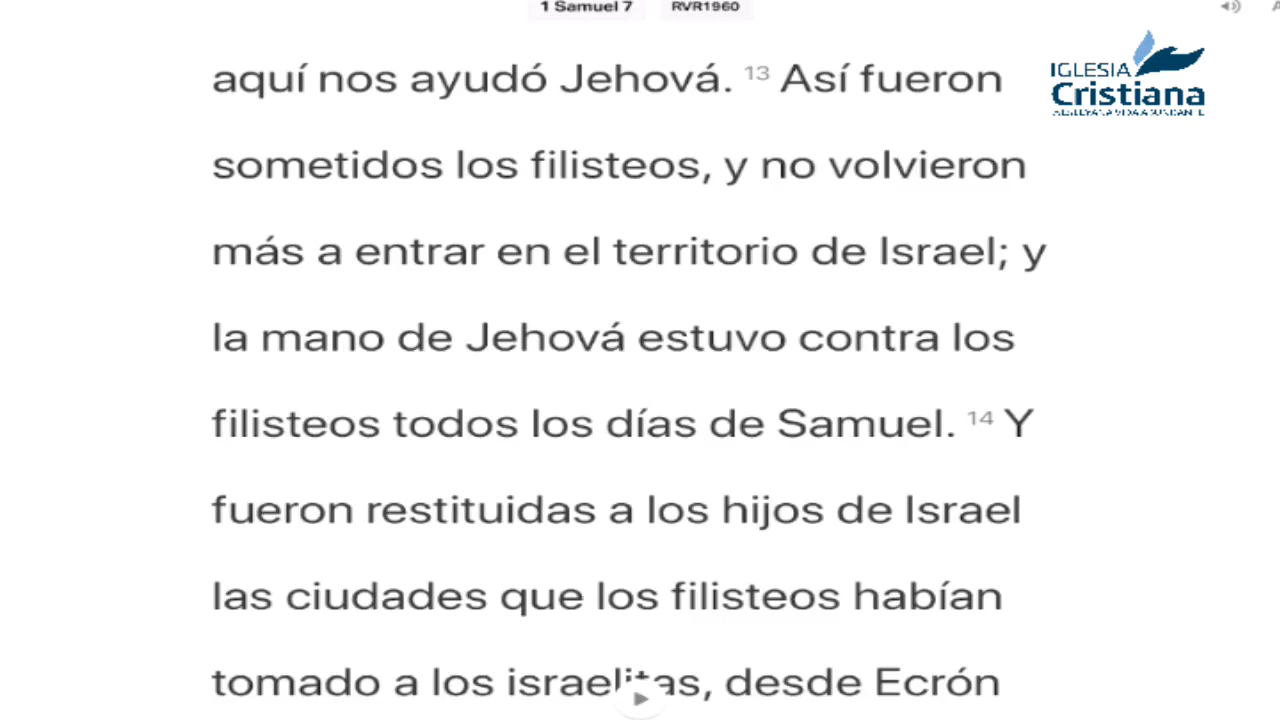 1 Samuel 7 RVR1960
IGLESIA
Cristiana
aquí nos ayudó Jehová. 13 Así fueron
sometidos los filisteos, y no volvieron
más a entrar en el territorio de Israel; y
la mano de Jehová estuvo contra los
filisteos todos los días de Samuel. 14 Y
fueron restituidas a los hijos de Israel
las ciudades que los filisteos habían
tomado a los israelitas, desde Ecrón